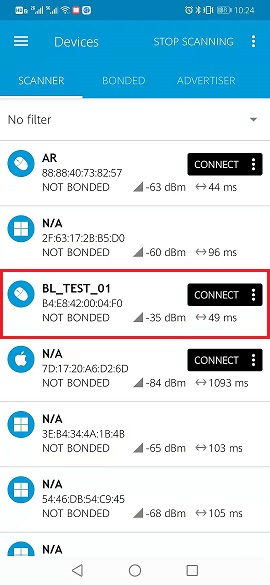 10:24
Devices
STOP SCANNING
SCANNER
BONDED
ADVERTISER
No filter
AR
CONNECT
88:88:40:73:82:57
NOT BONDED
-63 dBm
44 ms
N/A
2F:63:17:2B:B5:D0
NOT BONDED
-60 dBm
96 ms
BL_TEST_01
CONNECT
B4:E8:42:00:04:F0
NOT BONDED
-35 dBm
49 ms
N/A
CONNECT
7D:17:20:A6:D2:6D
NOT BONDED
-84 dBm
1093 ms
N/A
3E:B4:34:4A:1B:4B
NOT BONDED
-65 dBm
103 ms
N/A
54:46:DB:54:C9:45
NOT BONDED
-68 dBm
105 ms
N/A